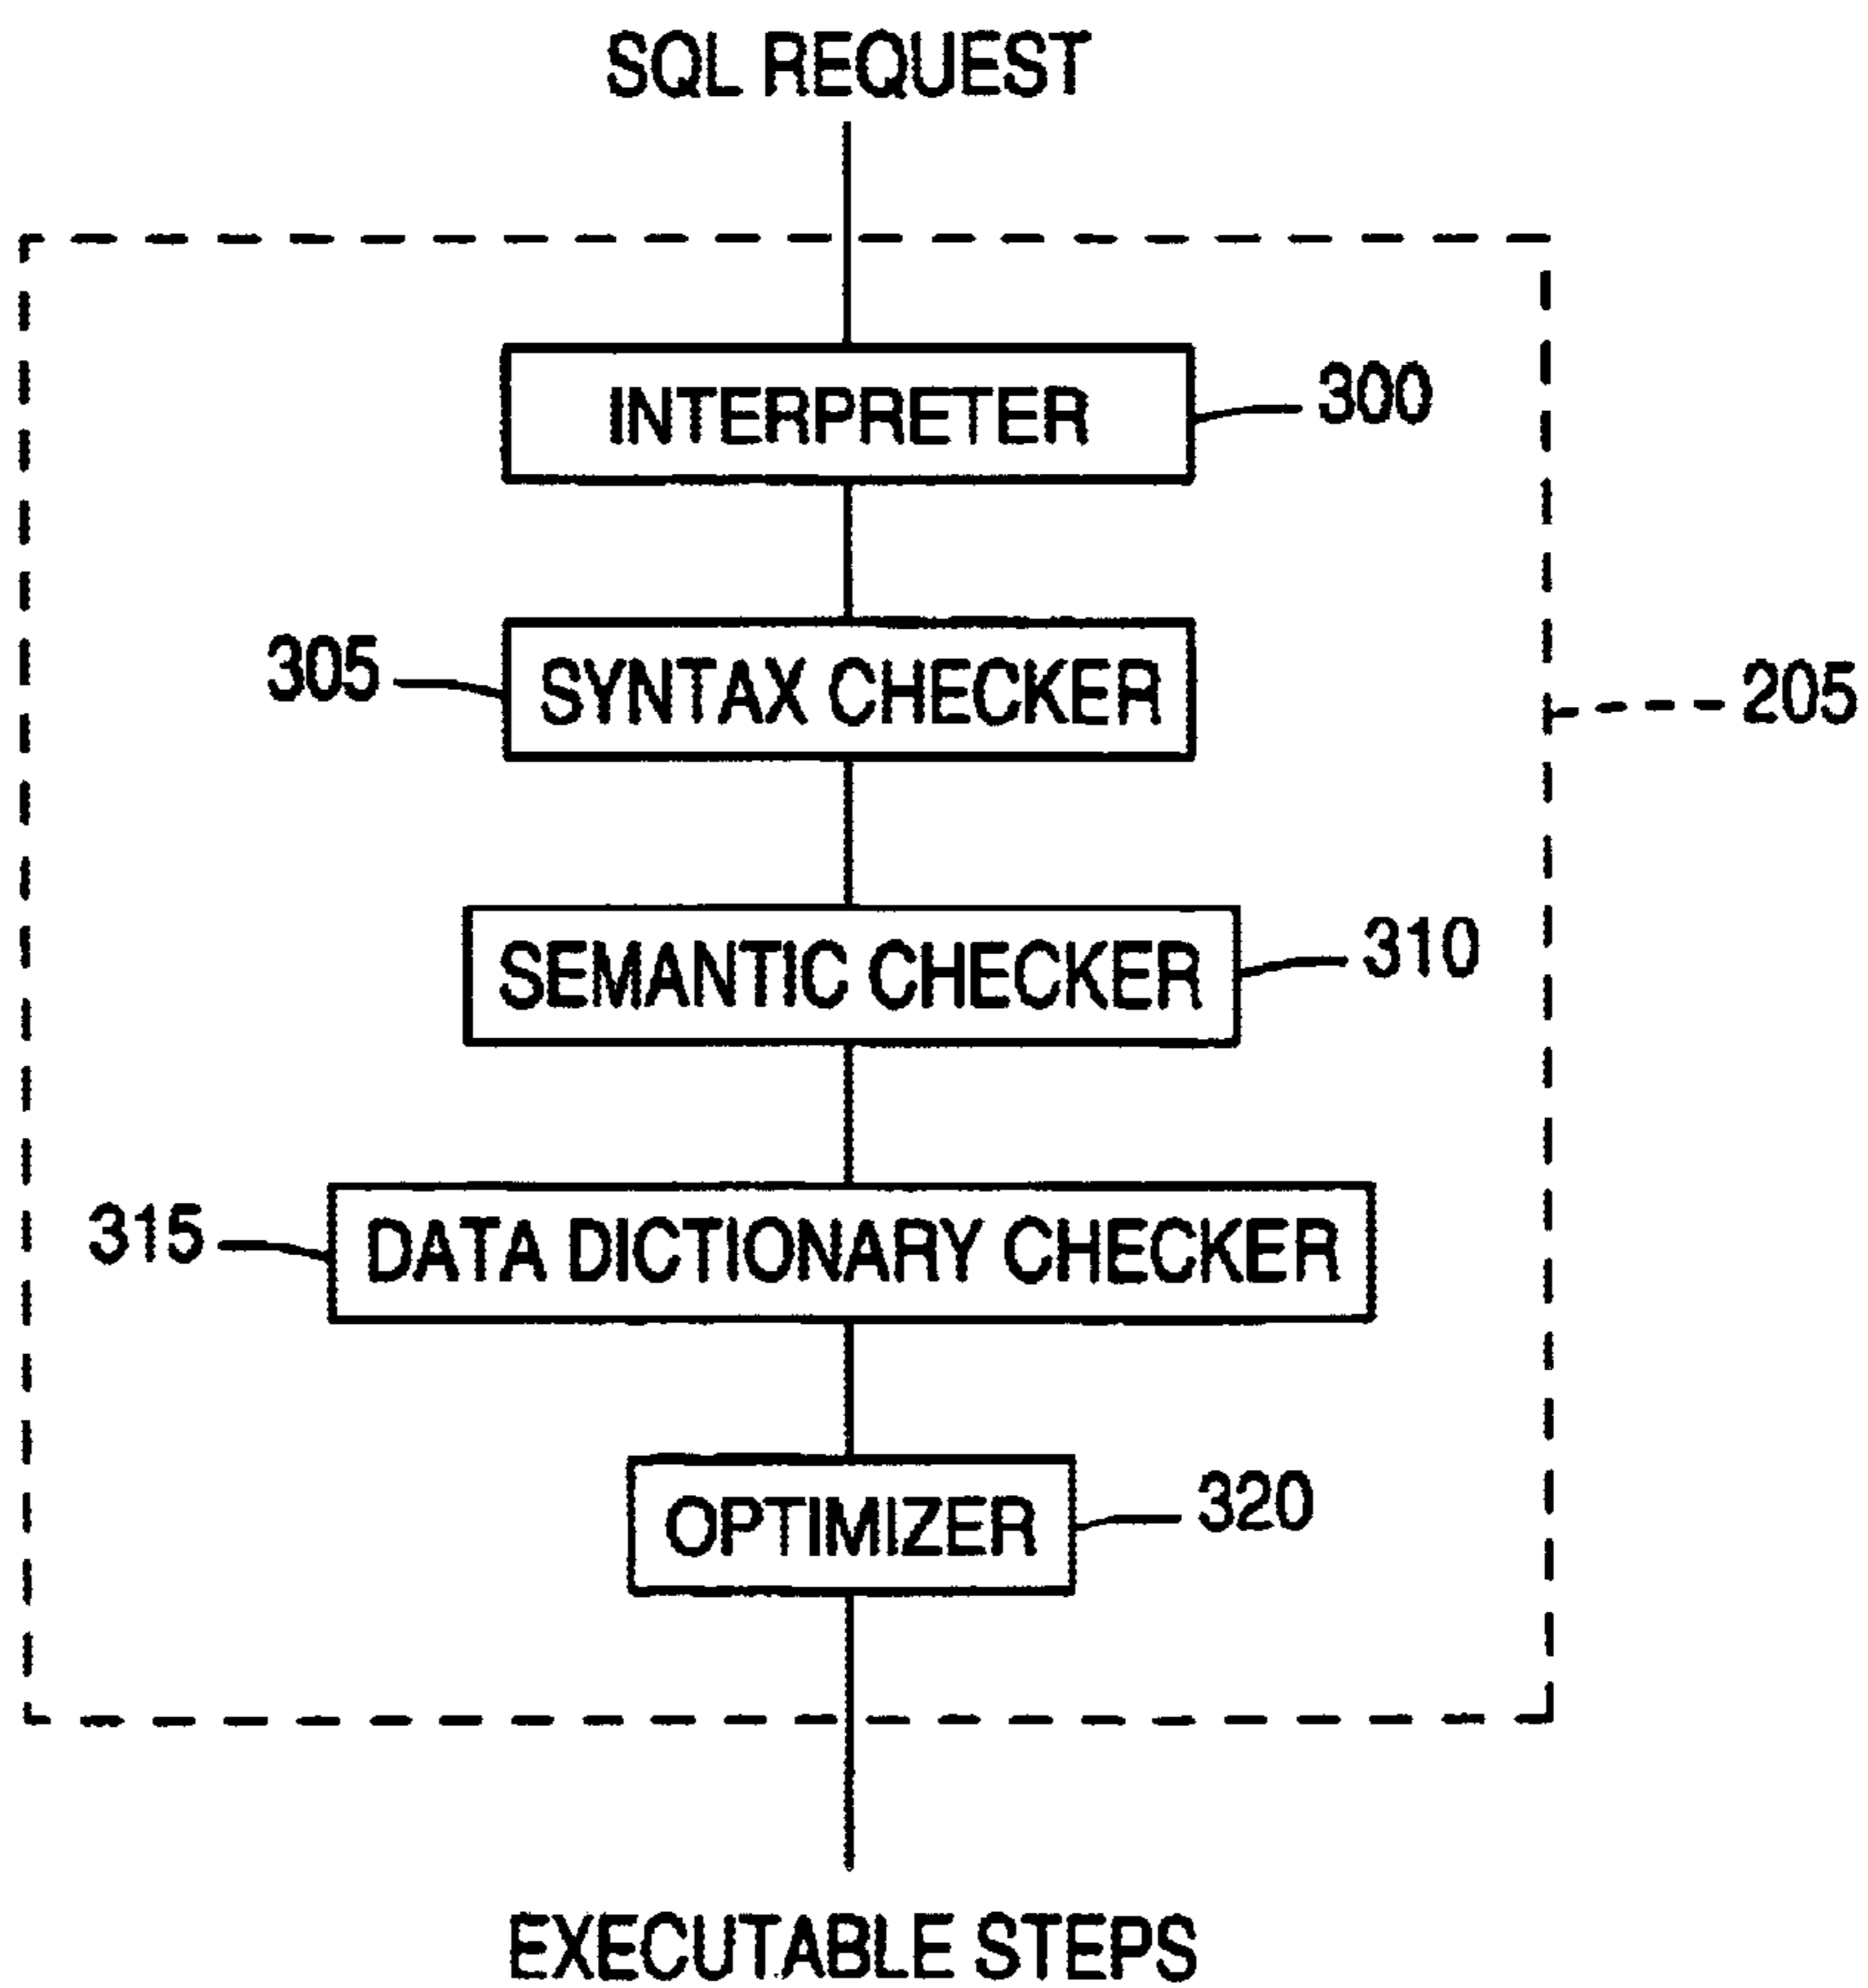 SQL REQUEST
INTERPRETER
300
305
SYNTAX CHECKER
205
SEMANTIC CHECKER
310
315
DATA DICTIONARY CHECKER
OPTIMIZER
320
EXECUTABLE STEPS